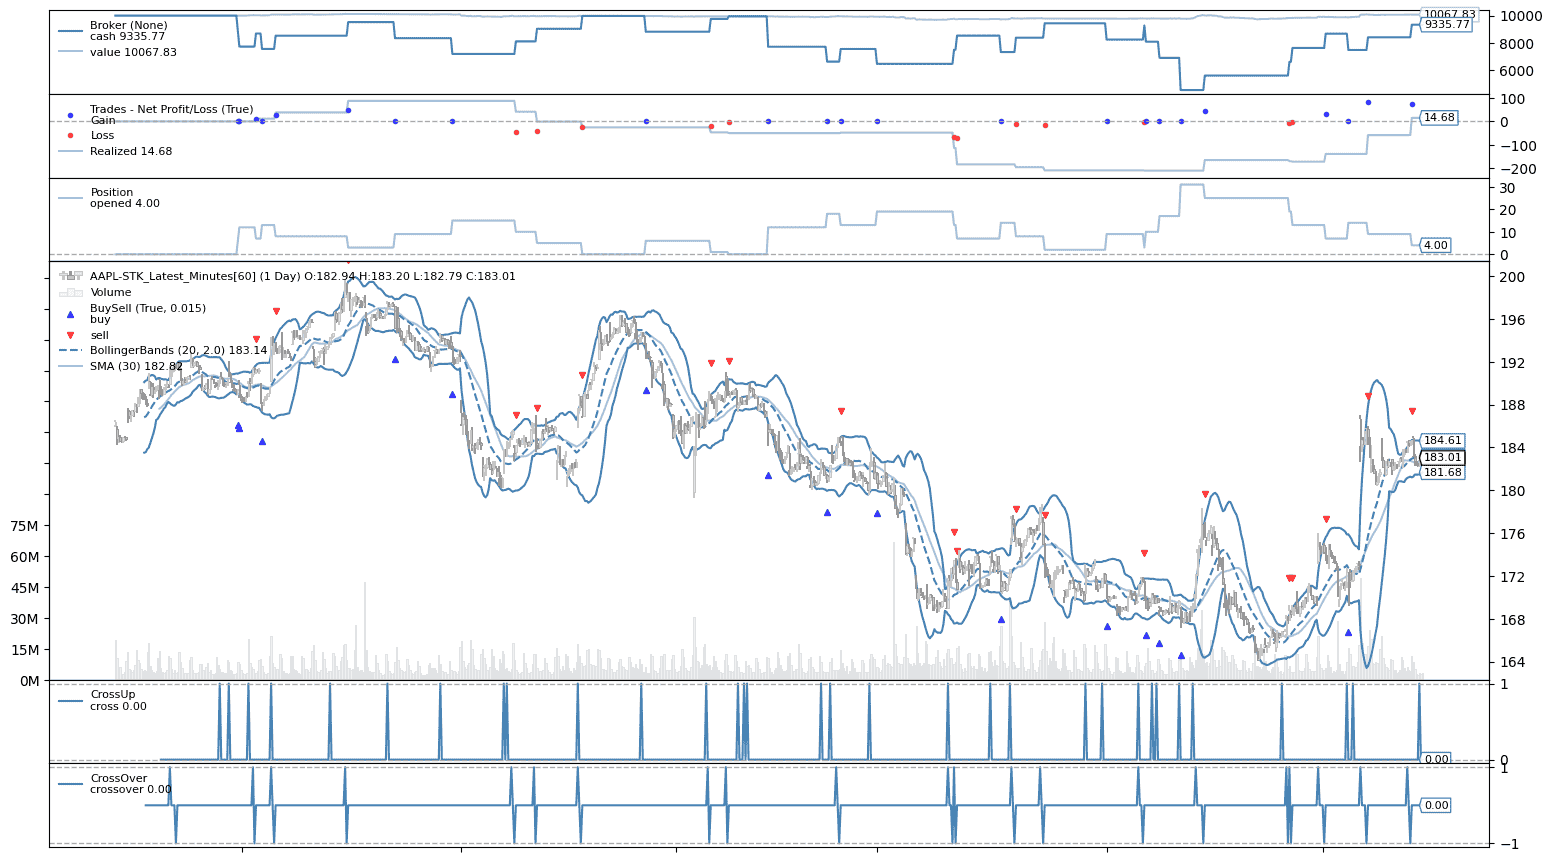 Broker (None)
cash 9335.77
value 10067.83
10067.83
9335.77
10000
8000
6000
Trades - Net Profit/Loss (True)
Gain
Loss
Realized 14.68
14.68
100
0
−100
−200
Position
opened 4.00
4.00
30
20
10
0
AAPL-STK_Latest_Minutes[60] (1 Day) O:182.94 H:183.20 L:182.79 C:183.01
Volume
BuySell (True, 0.015)
buy
sell
BollingerBands (20, 2.0) 183.14
SMA (30) 182.82
75M
60M
45M
30M
15M
0M
184.61
183.01
181.68
200
196
192
188
184
180
176
172
168
164
CrossUp
cross 0.00
0.00
1
0
CrossOver
crossover 0.00
0.00
1
−1